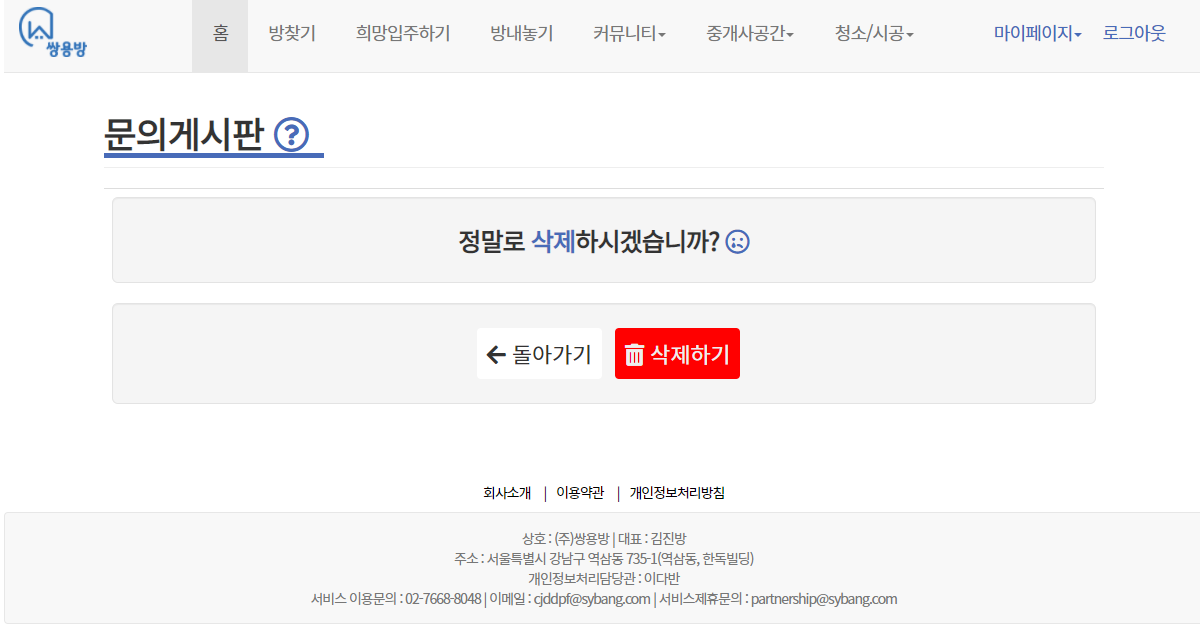 쌍용방
홈 방찾기 희망입주하기 방내놓기 커뮤니티 중개사공간 청소/시공 마이페이지 로그아웃
문의게시판
정말로 삭제하시겠습니까?
돌아가기 삭제하기
회사소개 | 이용약관 | 개인정보처리방침
상호 : (주)쌍용방 | 대표 : 김진방
주소 : 서울특별시 강남구 역삼동 735-1(역삼동, 한독빌딩)
개인정보처리담당관 : 이다반
서비스 이용문의 : 02-7668-8048 | 이메일 : cjddpf@sybang.com | 서비스제휴문의 : partnership@sybang.com